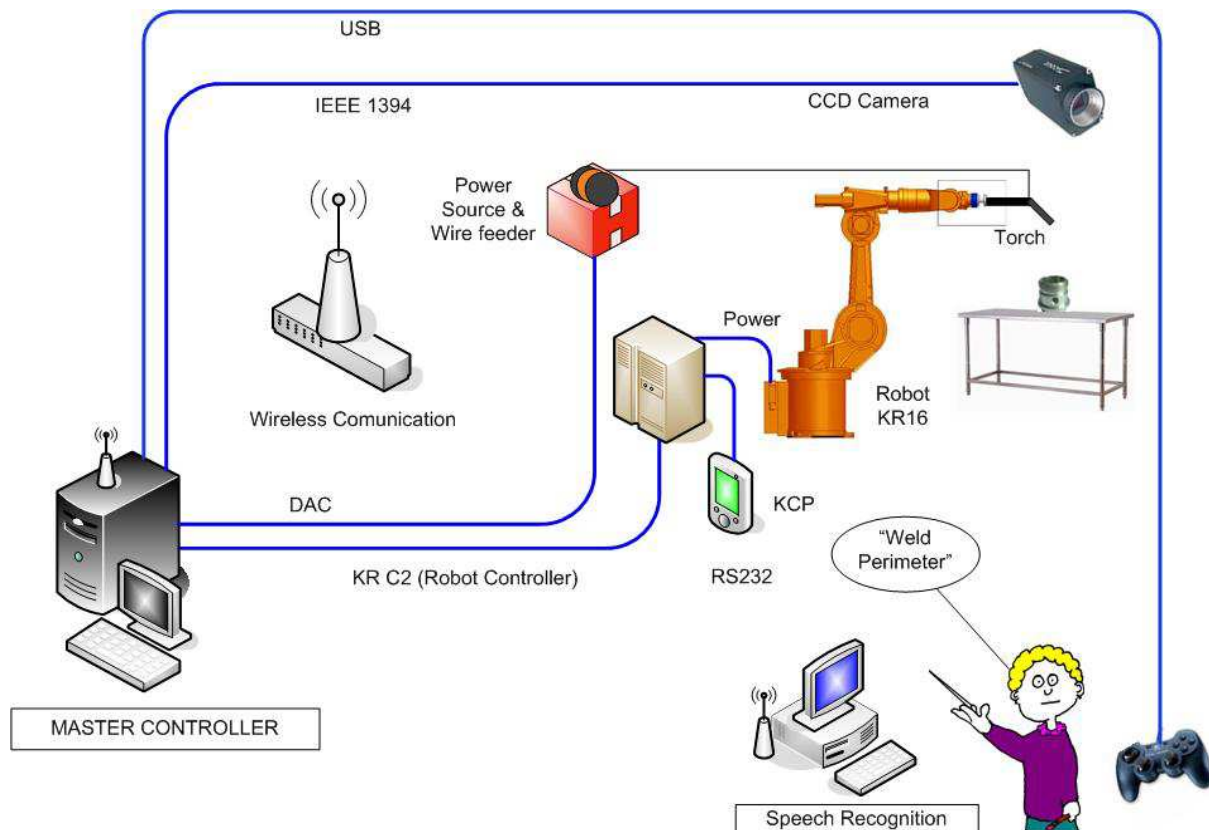 USB
IEEE 1394
CCD Camera
Power
Source &
Wire feeder
Torch
Power
Robot
KR16
Wireless Comunication
DAC
KCP
KR C2 (Robot Controller)
RS232
"Weld
Perimeter"
MASTER CONTROLLER
Speech Recognition